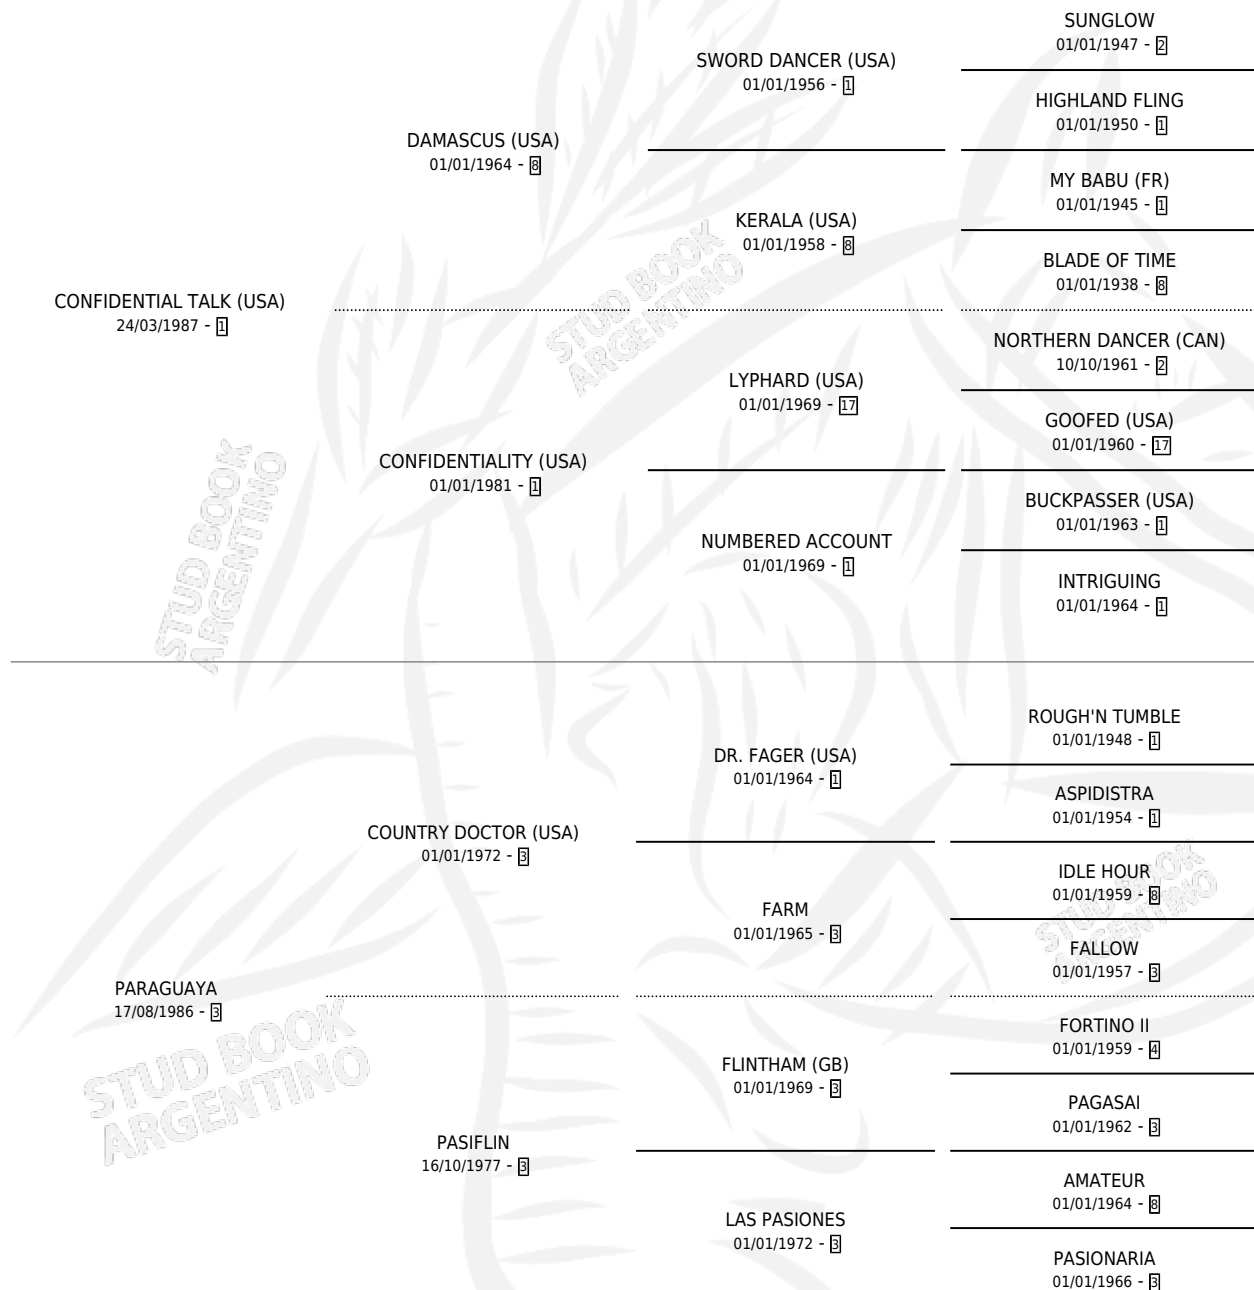 SUNGLOW
01/01/1947 - 2
SWORD DANCER (USA)
01/01/1956 - 1
HIGHLAND FLING
01/01/1950 - 1
DAMASCUS (USA)
01/01/1964 - 8
MY BABU (FR)
01/01/1945 - 1
KERALA (USA)
01/01/1958 - 8
BLADE OF TIME
01/01/1938 - 8
CONFIDENTIAL TALK (USA)
24/03/1987 - 1
NORTHERN DANCER (CAN)
10/10/1961 - 2
LYPHARD (USA)
01/01/1969 - 17
GOOFED (USA)
01/01/1960 - 17
CONFIDENTIALITY (USA)
01/01/1981 - 1
BUCKPASSER (USA)
01/01/1963 - 1
NUMBERED ACCOUNT
01/01/1969 - 1
INTRIGUING
01/01/1964 - 1
ROUGH'N TUMBLE
01/01/1948 - 1
DR. FAGER (USA)
01/01/1964 - 1
ASPIDISTRA
01/01/1954 - 1
COUNTRY DOCTOR (USA)
01/01/1972 - 3
IDLE HOUR
01/01/1959 - 8
FARM
01/01/1965 - 3
FALLOW
01/01/1957 - 3
PARAGUAYA
17/08/1986 - 3
FORTINO II
01/01/1959 - 4
FLINTHAM (GB)
01/01/1969 - 3
PAGASAI
01/01/1962 - 3
PASIFLIN
16/10/1977 - 3
AMATEUR
01/01/1964 - 8
LAS PASIONES
01/01/1972 - 3
PASIONARIA
01/01/1966 - 3
STUD BOOK
ARGENTINO
STUD BOOK
ARGENTINO
STUD BOOK
ARGENTINO
STUD BOOK
ARGENTINO